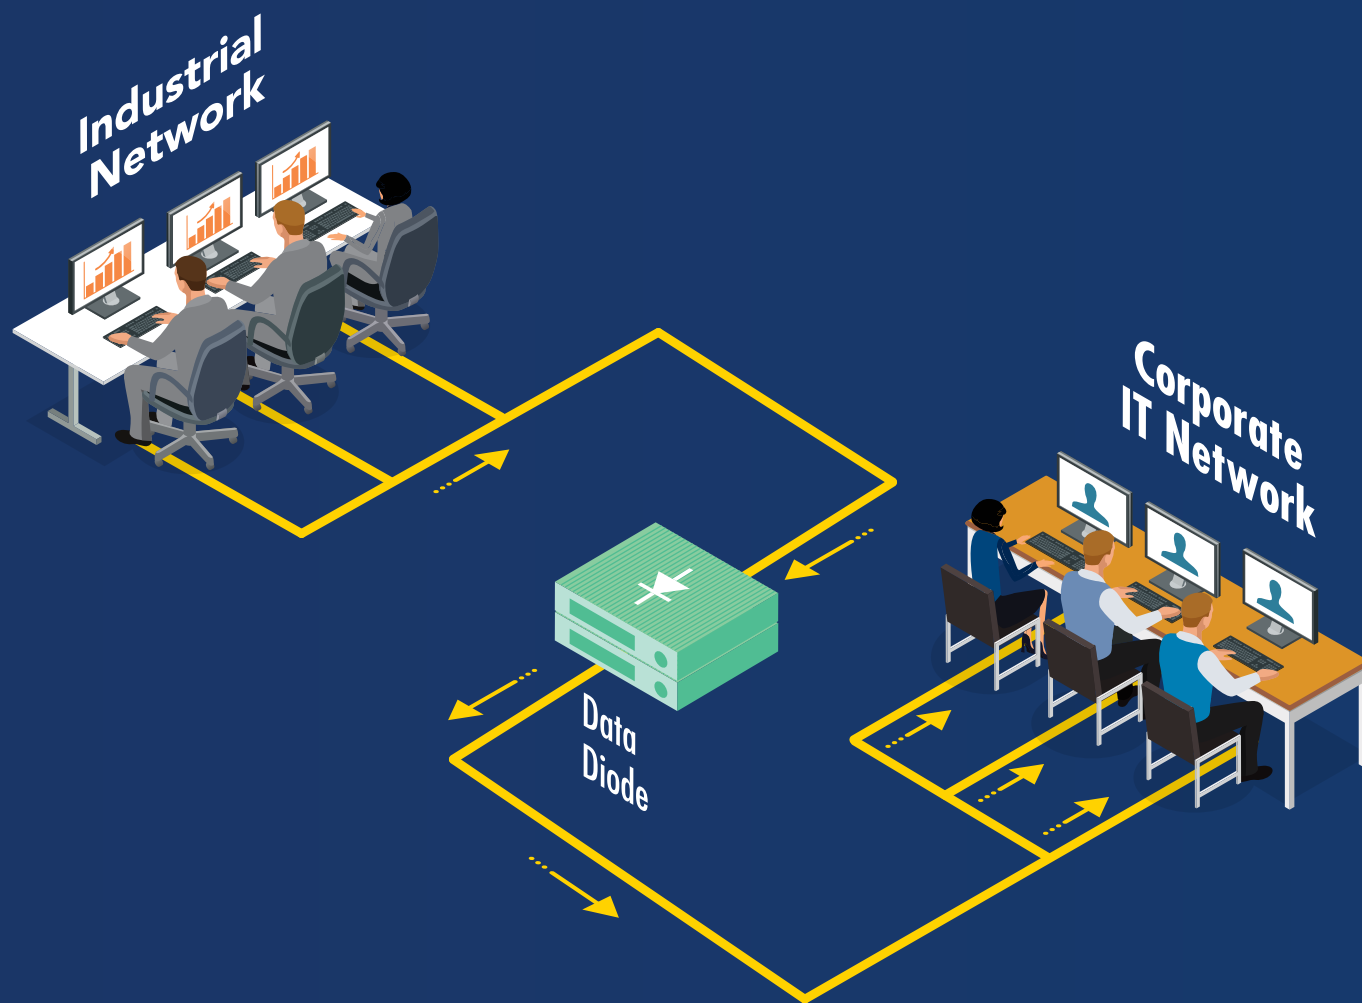 Industrial
Network
Corporate
IT Network
Data
Diode